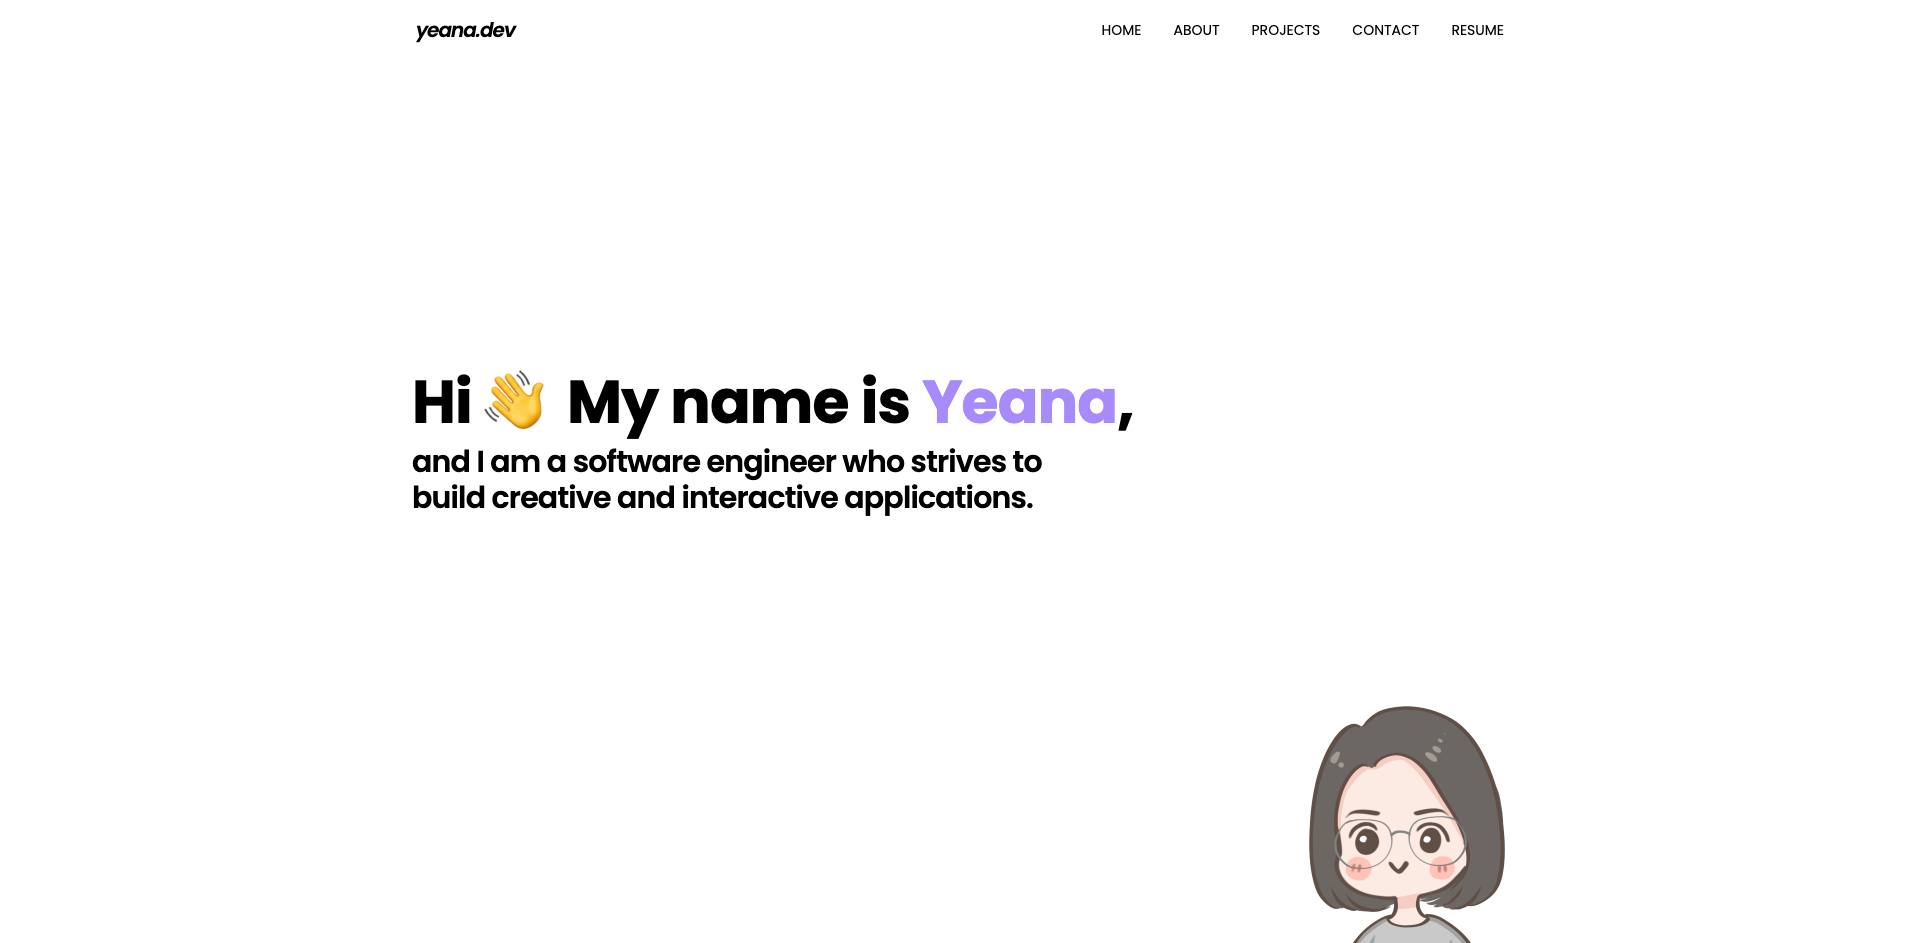 yeana.dev
HOME ABOUT PROJECTS CONTACT RESUME
Hi 👋 My name is Yeana,
and I am a software engineer who strives to
build creative and interactive applications.